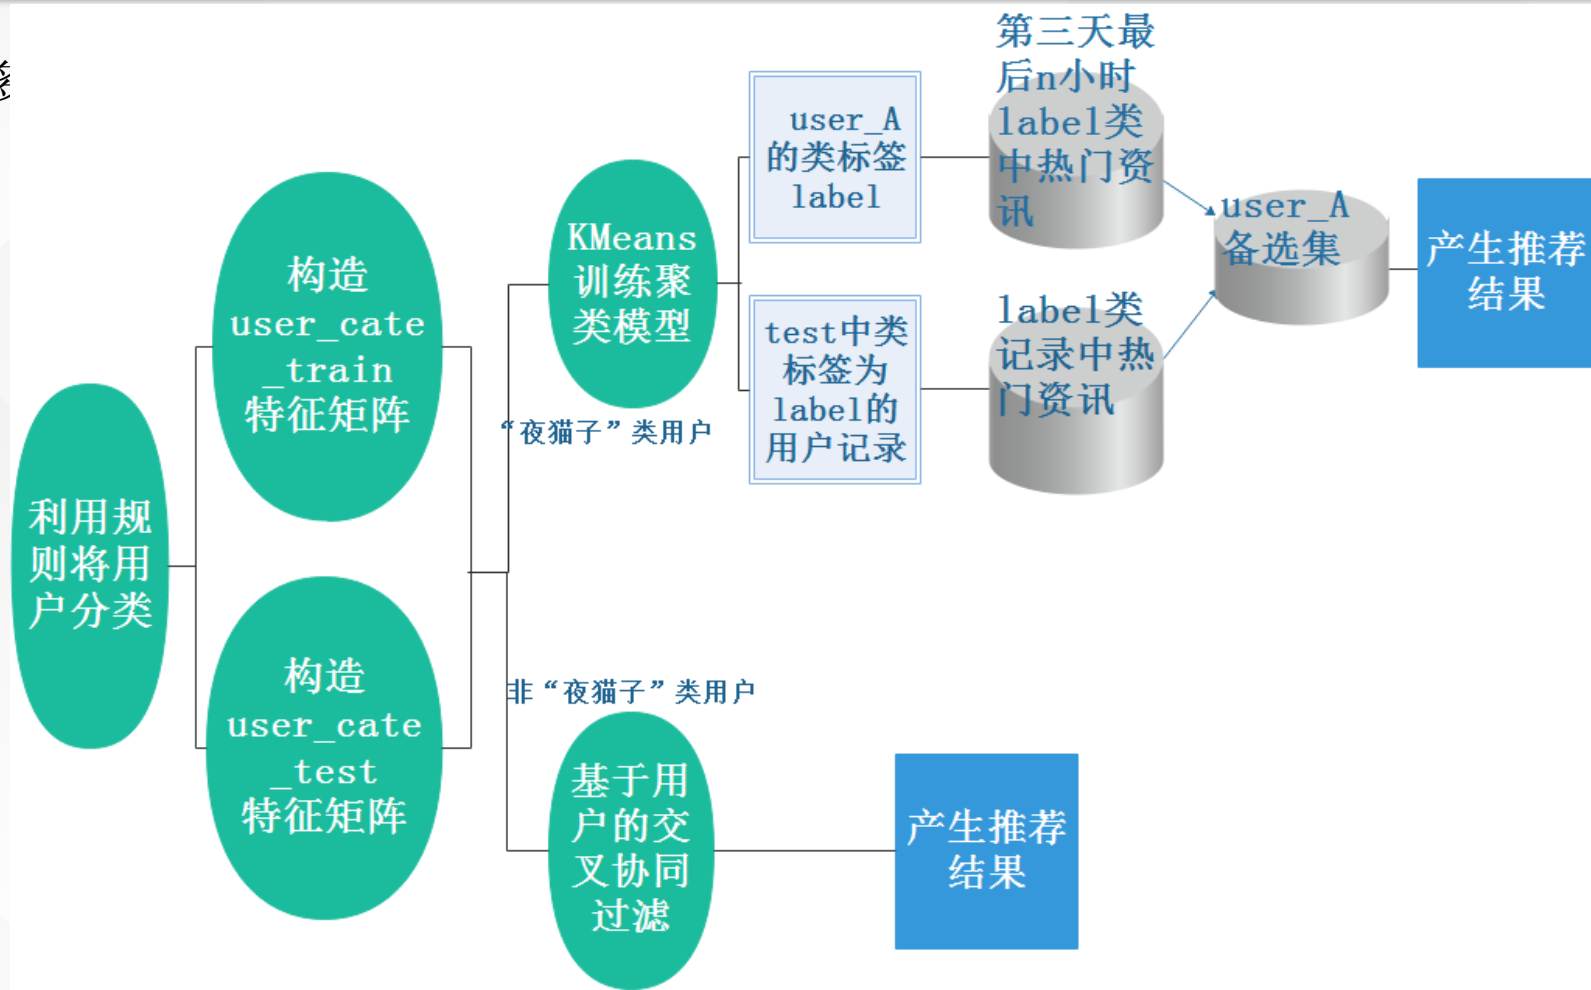 利用规
则将用
户分类
构造
user_cate
_train
特征矩阵
构造
user_cate
_test
特征矩阵
“夜猫子”类用户
非“夜猫子”类用户
KMeans
训练聚
类模型
user_A
的类标签
label
test中类
标签为
label的
用户记录
第三天最
后n小时
label类
中热门资
讯
label类
记录中热
门资讯
user_A
备选集
产生推荐
结果
基于用
户的交
叉协同
过滤
产生推荐
结果